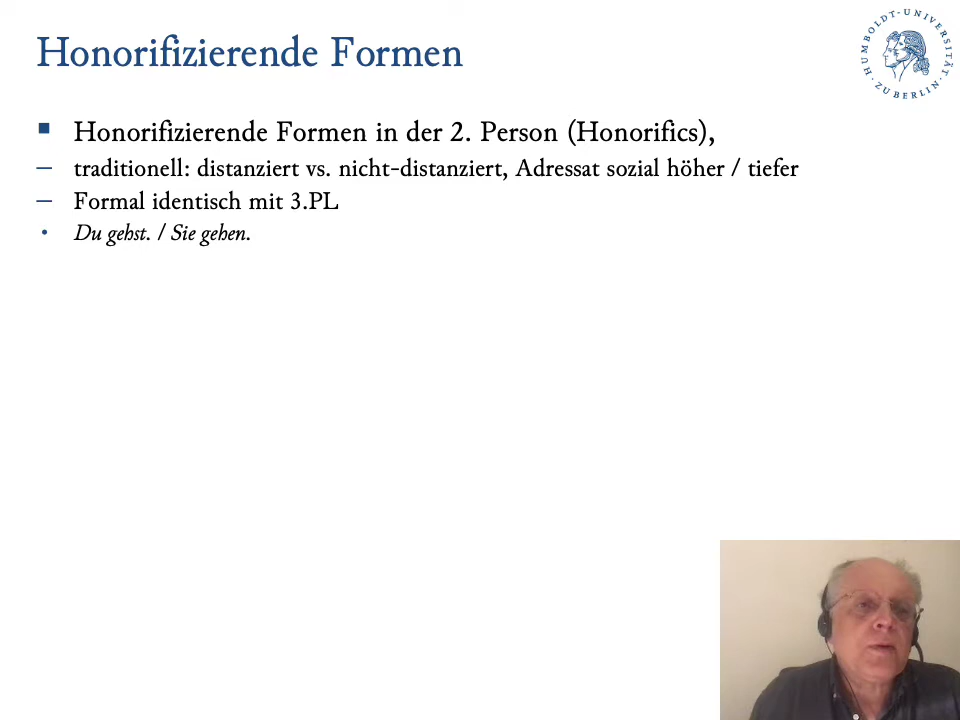 Honorifizierende Formen
HUMBOLDT-UNIVERSITÄT
ZU BERLIN
Honorifizierende Formen in der 2. Person (Honorifics),
traditionell: distanziert vs. nicht-distanziert, Adressat sozial höher / tiefer
Formal identisch mit 3.PL
Du gehst. / Sie gehen.